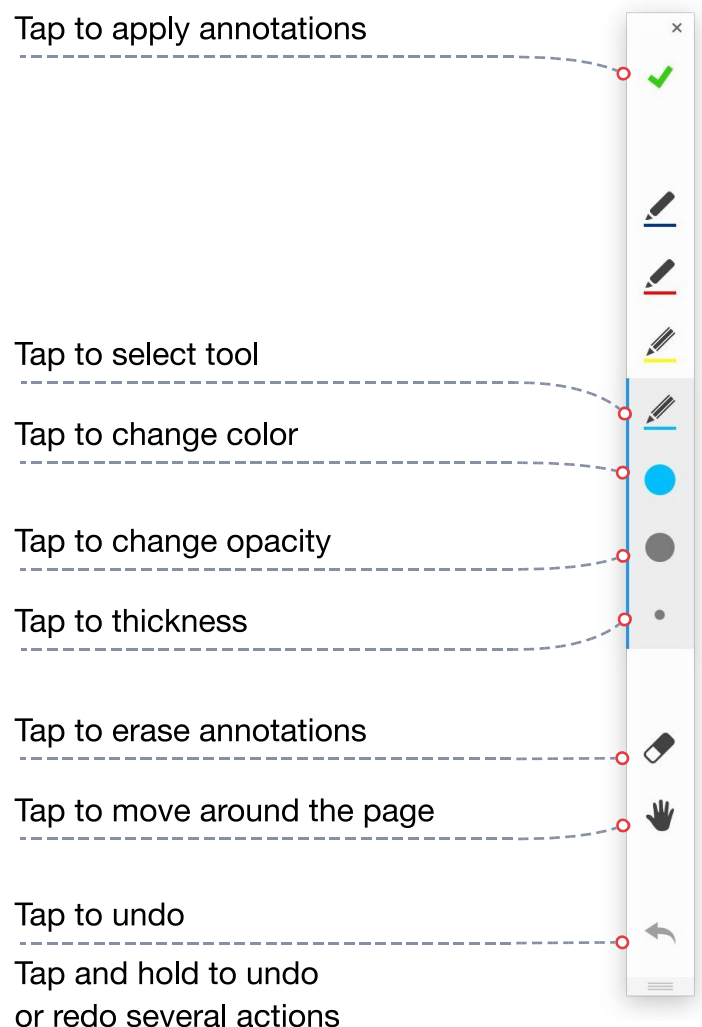 Tap to apply annotations
Tap to select tool
Tap to change color
Tap to change opacity
Tap to thickness
Tap to erase annotations
Tap to move around the page
Tap to undo
Tap and hold to undo
or redo several actions